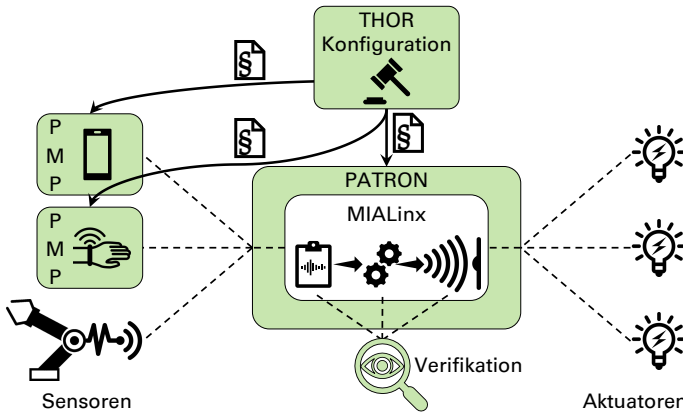 THOR
Konfiguration
§
§
§
P
M
P
P
M
P
PATRON
MIALinx
Verifikation
Sensoren
Aktuatoren